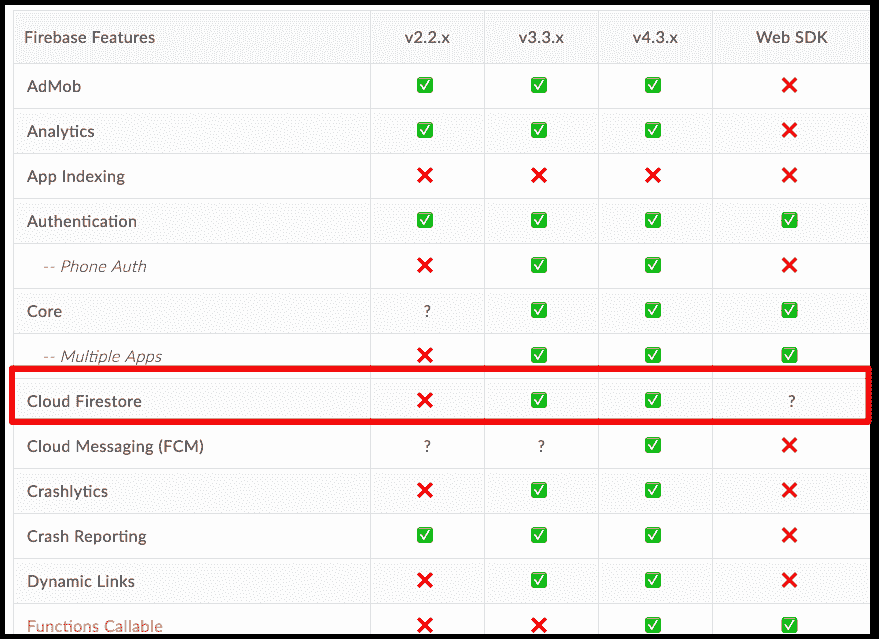 Firebase Features v2.2.x v3.3.x v4.3.x Web SDK
AdMob ✅ ✅ ✅ ❌
Analytics ✅ ✅ ✅ ❌
App Indexing ❌ ❌ ❌ ❌
Authentication ✅ ✅ ✅ ✅
-- Phone Auth ❌ ✅ ✅ ❌
Core ? ✅ ✅ ✅
-- Multiple Apps ❌ ✅ ✅ ✅
Cloud Firestore ❌ ✅ ✅ ?
Cloud Messaging (FCM) ? ? ✅ ❌
Crashlytics ❌ ✅ ✅ ❌
Crash Reporting ✅ ✅ ✅ ❌
Dynamic Links ❌ ✅ ✅ ❌
Functions Callable ❌ ❌ ✅ ✅